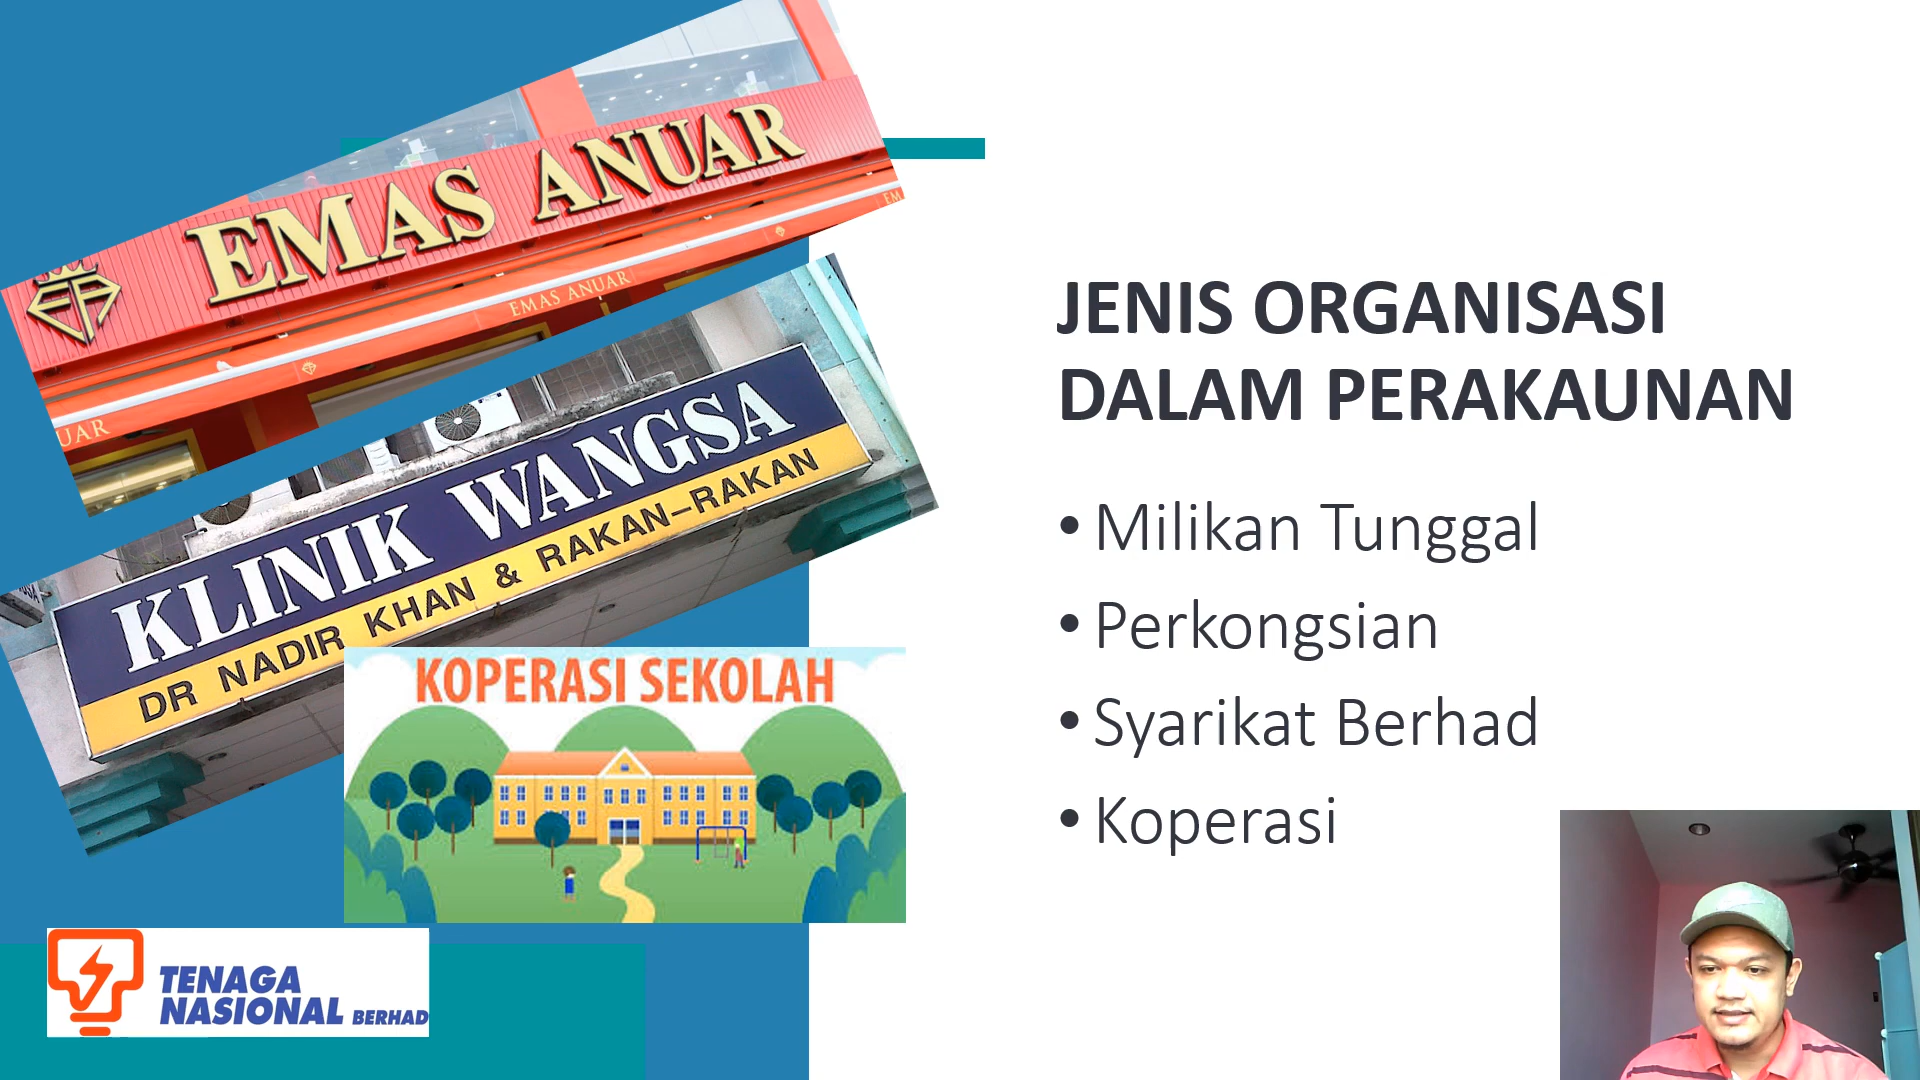 EMAS ANUAR
EMAS ANUAR
EM
UAR
KLINIK WANGSA
DR NADIR KHAN & RAKAN-RAKAN
KOPERASI SEKOLAH
TENAGA
NASIONAL BERHAD
JENIS ORGANISASI
DALAM PERAKAUNAN
• Milikan Tunggal
• Perkongsian
• Syarikat Berhad
• Koperasi